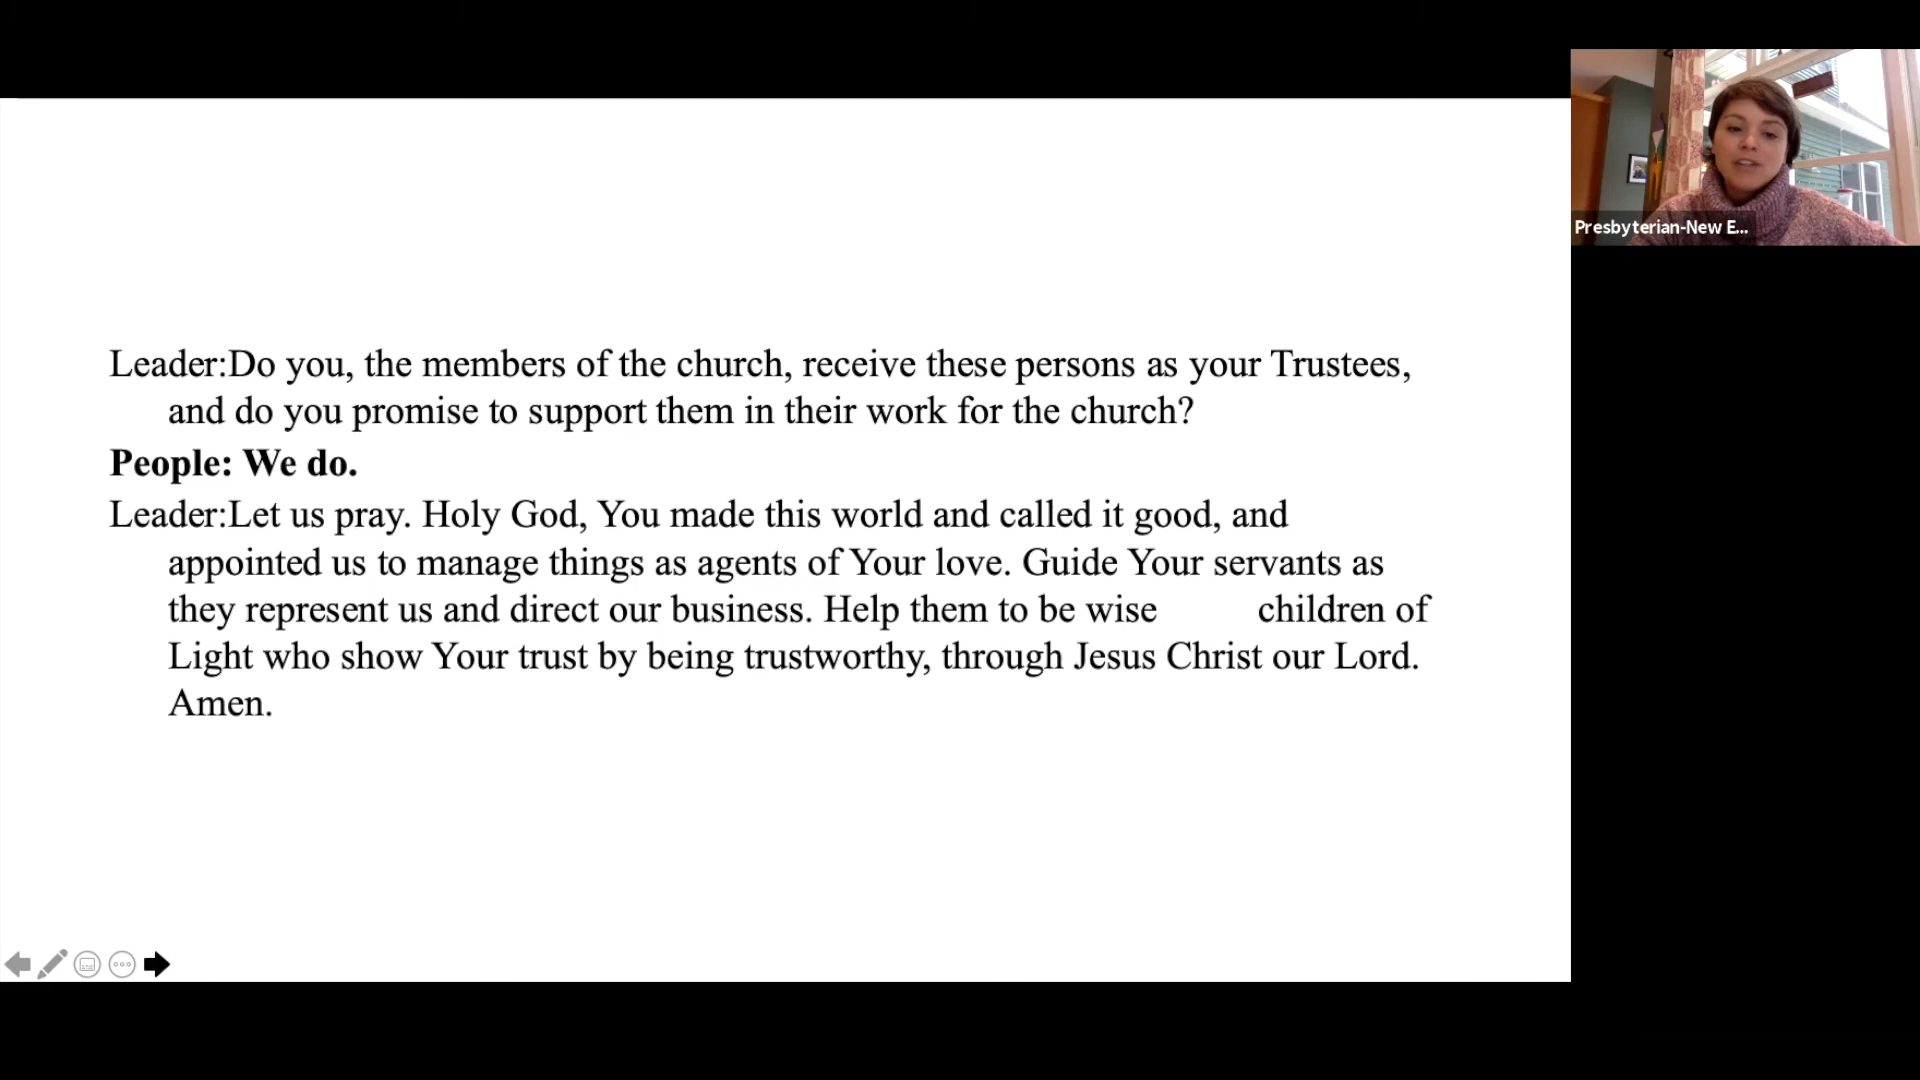 Leader:Do you, the members of the church, receive these persons as your Trustees,
and do you promise to support them in their work for the church?
People: We do.
Leader:Let us pray. Holy God, You made this world and called it good, and
appointed us to manage things as agents of Your love. Guide Your servants as
they represent us and direct our business. Help them to be wise children of
Light who show Your trust by being trustworthy, through Jesus Christ our Lord.
Amen.
Presbyterian-New E...